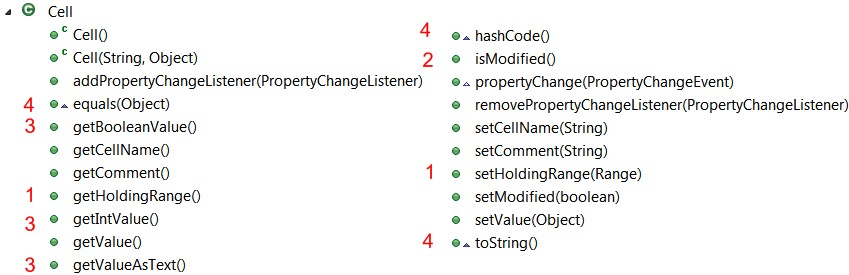 Cell
Cell()
Cell(String, Object)
addPropertyChangeListener(PropertyChangeListener)
4 equals(Object)
3 getBooleanValue()
getCellName()
getComment()
1 getHoldingRange()
3 getIntValue()
getValue()
3 getValueAsText()
4 hashCode()
2 isModified()
propertyChange(PropertyChangeEvent)
removePropertyChangeListener(PropertyChangeListener)
setCellName(String)
setComment(String)
1 setHoldingRange(Range)
setModified(boolean)
setValue(Object)
4 toString()